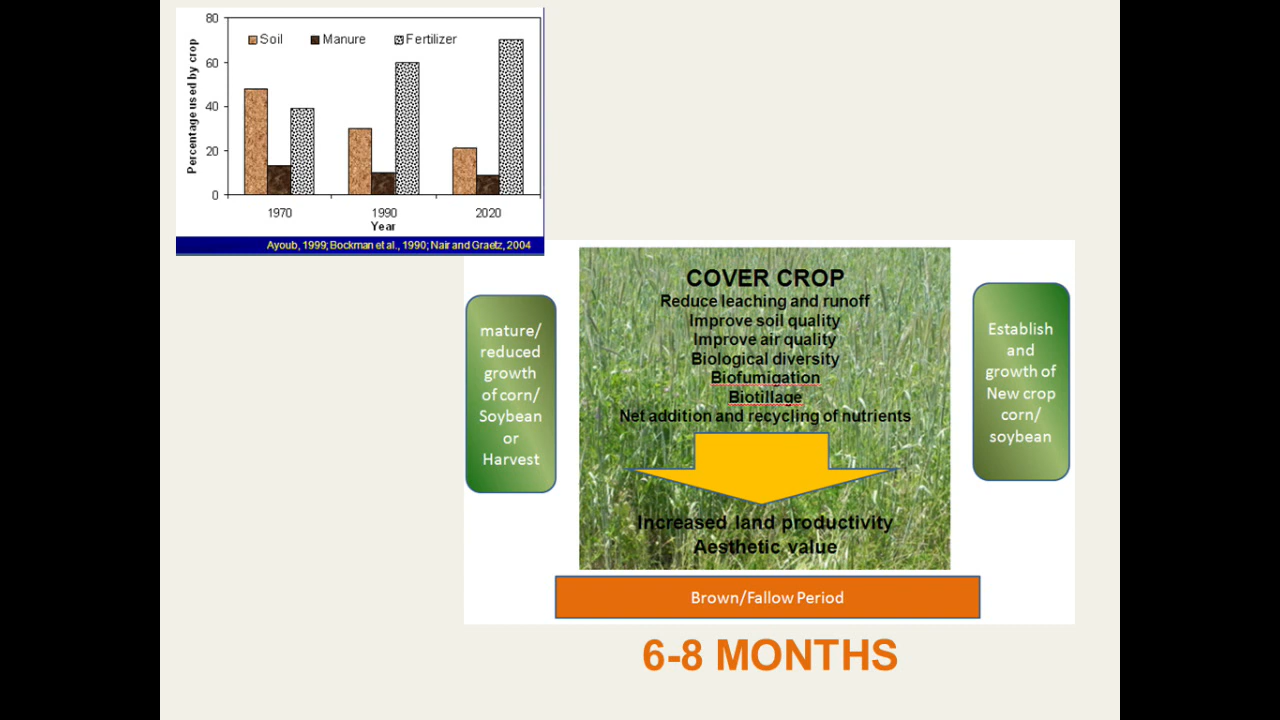 80
60
40
20
0
Percentage used by crop
Soil Manure Fertilizer
1970 1990 2020
Year
Ayoub, 1999; Bockman et al., 1990; Nair and Graetz, 2004
mature/
reduced
growth
of corn/
Soybean
or
Harvest
COVER CROP
Reduce leaching and runoff
Improve soil quality
Improve air quality
Biological diversity
Biofumigation
Biotillage
Net addition and recycling of nutrients
Increased land productivity
Aesthetic value
Establish
and
growth of
New crop
corn/
soybean
Brown/Fallow Period
6-8 MONTHS